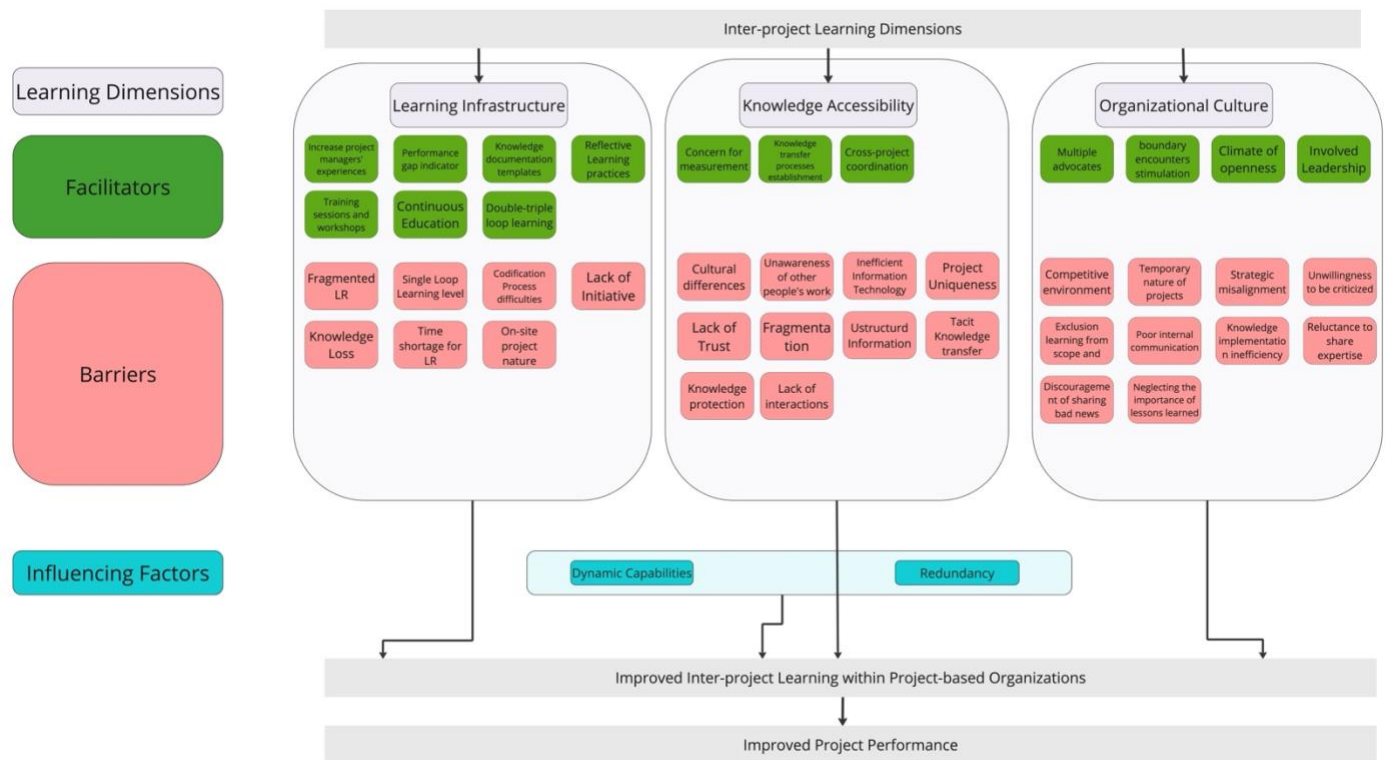 Inter-project Learning Dimensions
Learning Dimensions
Facilitators
Barriers
Influencing Factors
Learning Infrastructure
Increase project
managers'
experiences
Performance
gap indicator
Knowledge
documentation
templates
Reflective
Learning
practices
Training
sessions and
workshops
Continuous
Education
Double-triple
loop learning
Fragmented
LR
Single Loop
Learning level
Codification
Process
difficulties
Lack of
Initiative
Knowledge
Loss
Time
shortage for
LR
On-site
project
nature
Knowledge Accessibility
Concern for
measurement
Knowledge
transfer
processes
establishment
Cross-project
coordination
Cultural
differences
Unawareness
of other
people's work
Inefficient
Information
Technology
Project
Uniqueness
Lack of
Trust
Fragmenta
tion
Ustructurd
Information
Tacit
Knowledge
transfer
Knowledge
protection
Lack of
interactions
Organizational Culture
Multiple
advocates
boundary
encounters
stimulation
Climate of
openness
Involved
Leadership
Competitive
environment
Temporary
nature of
projects
Strategic
misalignment
Unwillingness
to be criticized
Exclusion
learning from
scope and
Poor internal
communication
Knowledge
implementatio
n inefficiency
Reluctance to
share
expertise
Discourageme
nt of sharing
bad news
Neglecting the
importance of
lessons learned
Dynamic Capabilities
Redundancy
Improved Inter-project Learning within Project-based Organizations
Improved Project Performance